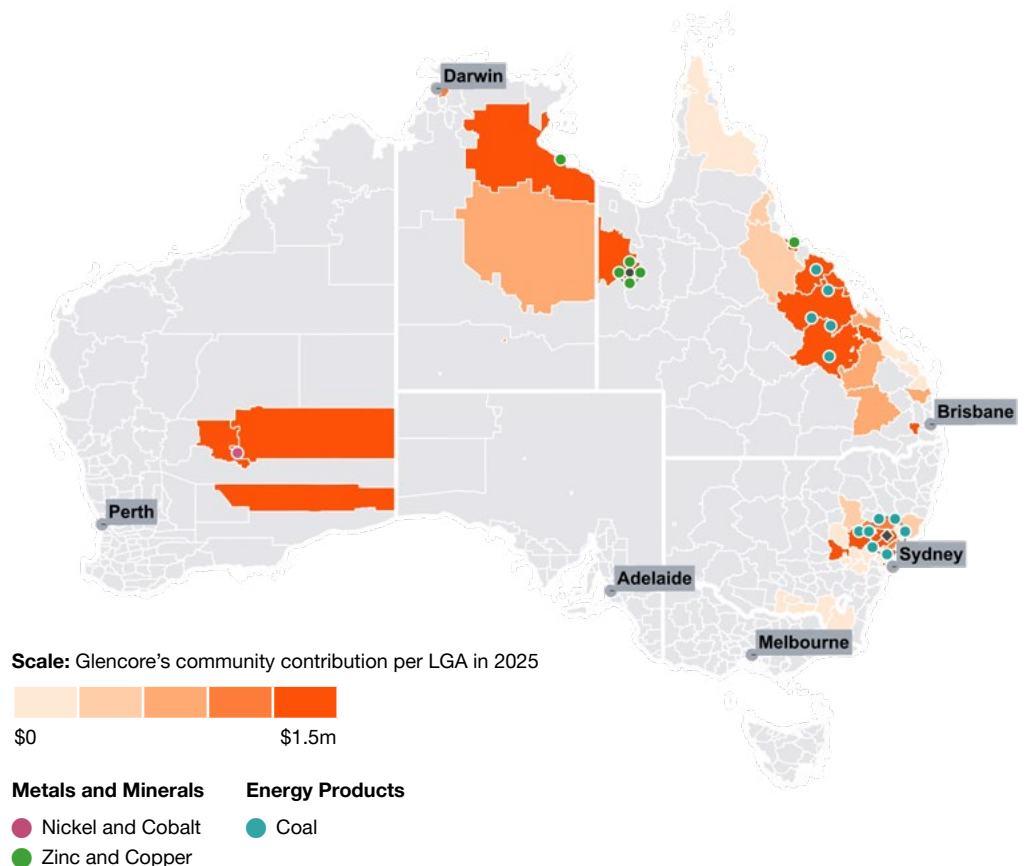 Darwin
Brisbane
Perth
Sydney
Adelaide
Melbourne
Scale: Glencore's community contribution per LGA in 2025
$0 $1.5m
Metals and Minerals Energy Products
Nickel and Cobalt Coal
Zinc and Copper